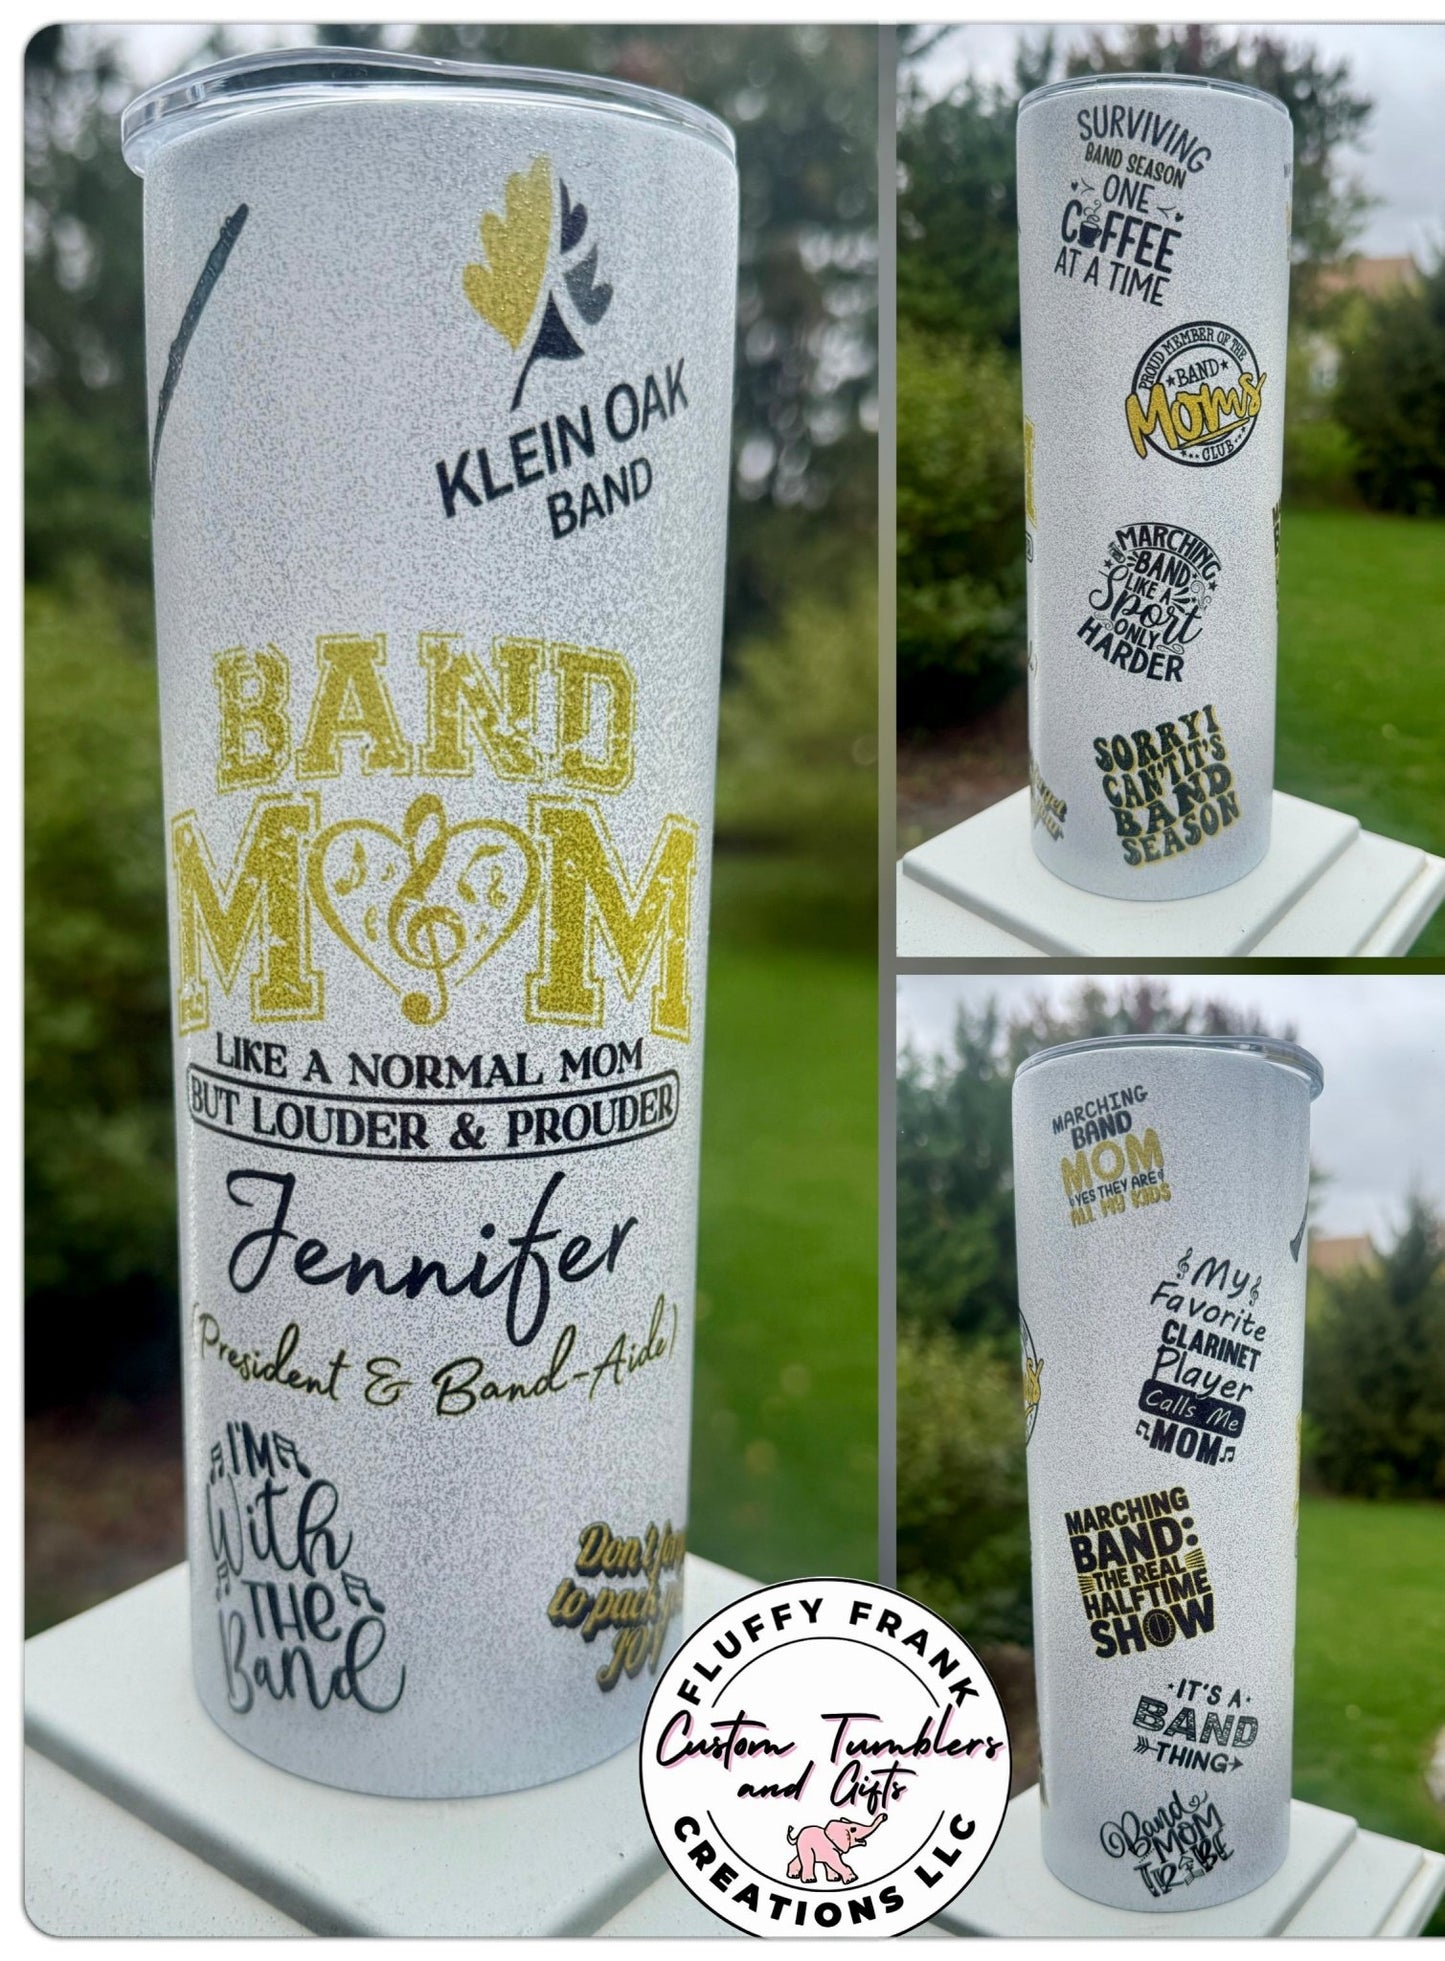 KLEIN OAK
BAND
BAND
MOM
LIKE A NORMAL MOM
BUT LOUDER & PROUDER
Jennifer
(President & Band-Aide)
I'M
With
THE
Band
Don't
to pack
JOY
SURVIVING
BAND SEASON
ONE
COFFEE
AT A TIME
PROUD MEMBER OF THE
★BAND★
Moms
CLUB
MARCHING
BAND
LIKE A
Sport
ONLY
HARDER
SORRY I
CAN'T IT'S
BAND
SEASON
MARCHING
BAND
MOM
YES THEY ARE
ALL MY KIDS
My
Favorite
CLARINET
Player
Calls Me
MOM
MARCHING
BAND:
THE REAL
HALFTIME
SHOW
IT'S A
BAND
THING
Band
MOM
TRIBE
FLUFFY FRANK
Custom Tumblers
and Gifts
CREATIONS LLC